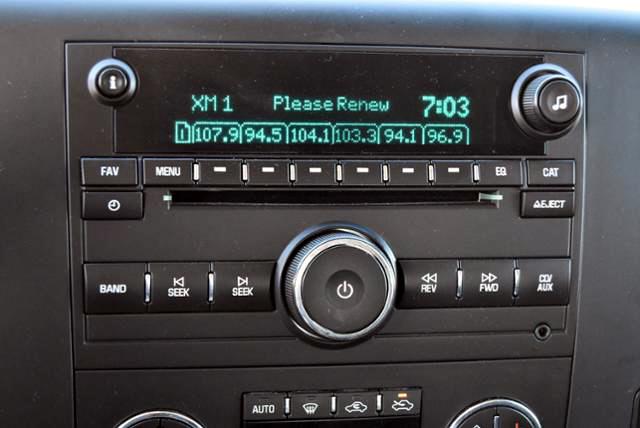 XM 1 Please Renew 7:03
1 107.9 94.5 104.1 103.3 94.1 96.9
FAV MENU EQ CAT
EJECT
BAND SEEK SEEK REV FWD CD/AUX
AUTO